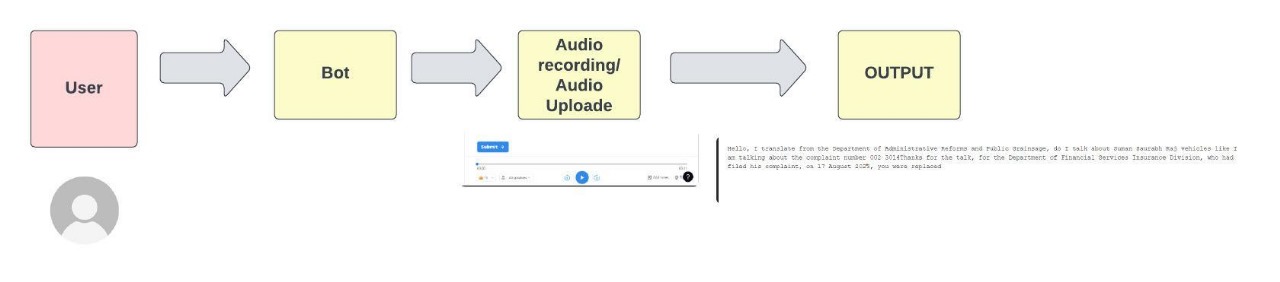 User
Bot
Audio
recording/
Audio
Uploade
OUTPUT
Submit
Hello, I translate from the Department of Administrative Reforms and Public Grainsage, do I talk about Suman Saurabh Raj Vehicles like I
am talking about the complaint number 002 3014Thanks for the talk, for the Department of Financial Services Insurance Division, who had
filed his complaint, on 17 August 2025, you were replaced
?